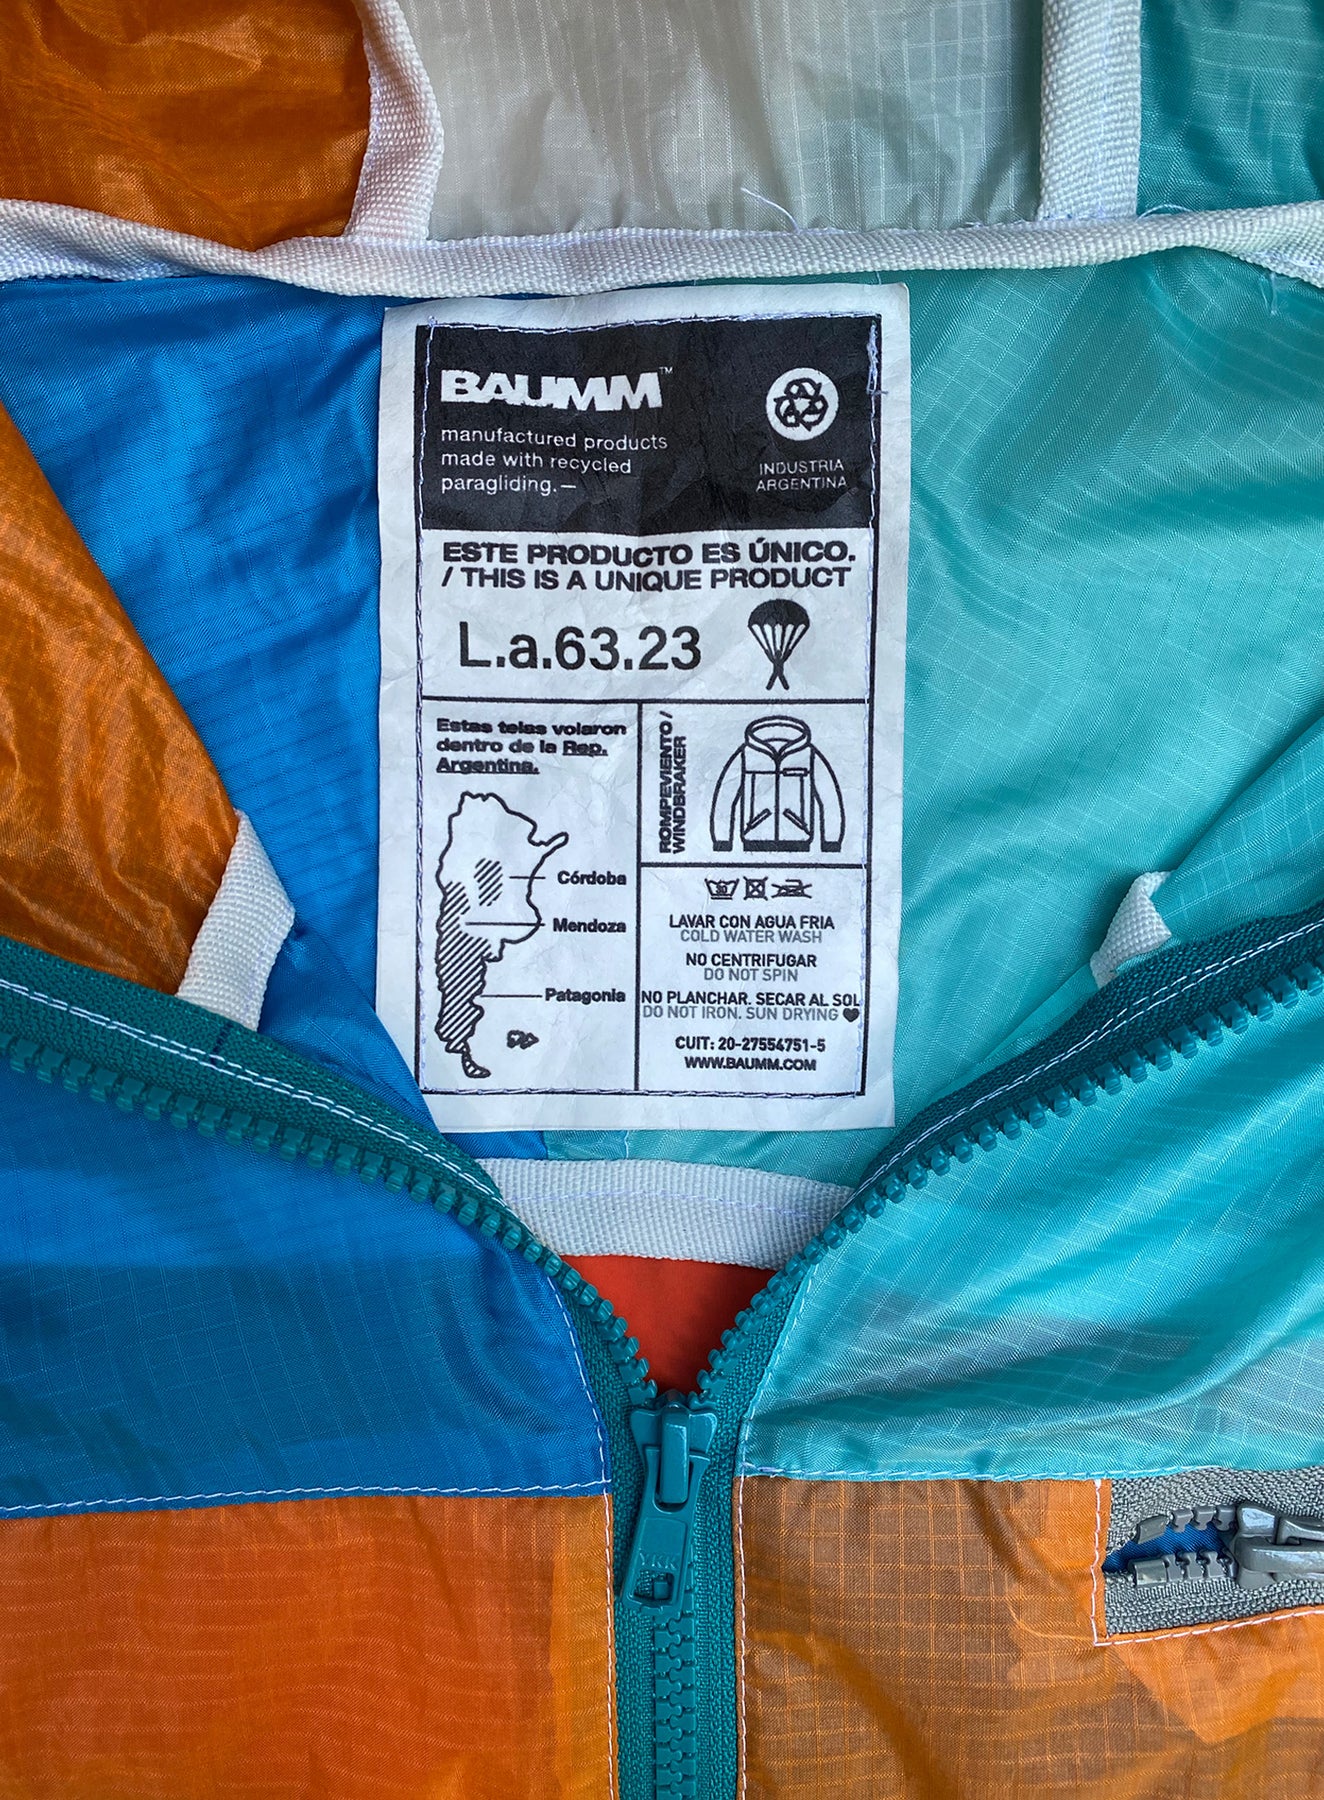 BAUMM™
manufactured products
made with recycled
paragliding.—
INDUSTRIA
ARGENTINA
ESTE PRODUCTO ES ÚNICO.
/ THIS IS A UNIQUE PRODUCT
L.a.63.23
Estas telas volaron
dentro de la Rep.
Argentina.
Córdoba
Mendoza
Patagonia
ROMPEVIENTO /
WINDBRAKER
30
LAVAR CON AGUA FRIA
COLD WATER WASH
NO CENTRIFUGAR
DO NOT SPIN
NO PLANCHAR. SECAR AL SOL
DO NOT IRON. SUN DRYING ♥
CUIT: 20-27554751-5
WWW.BAUMM.COM
YKK